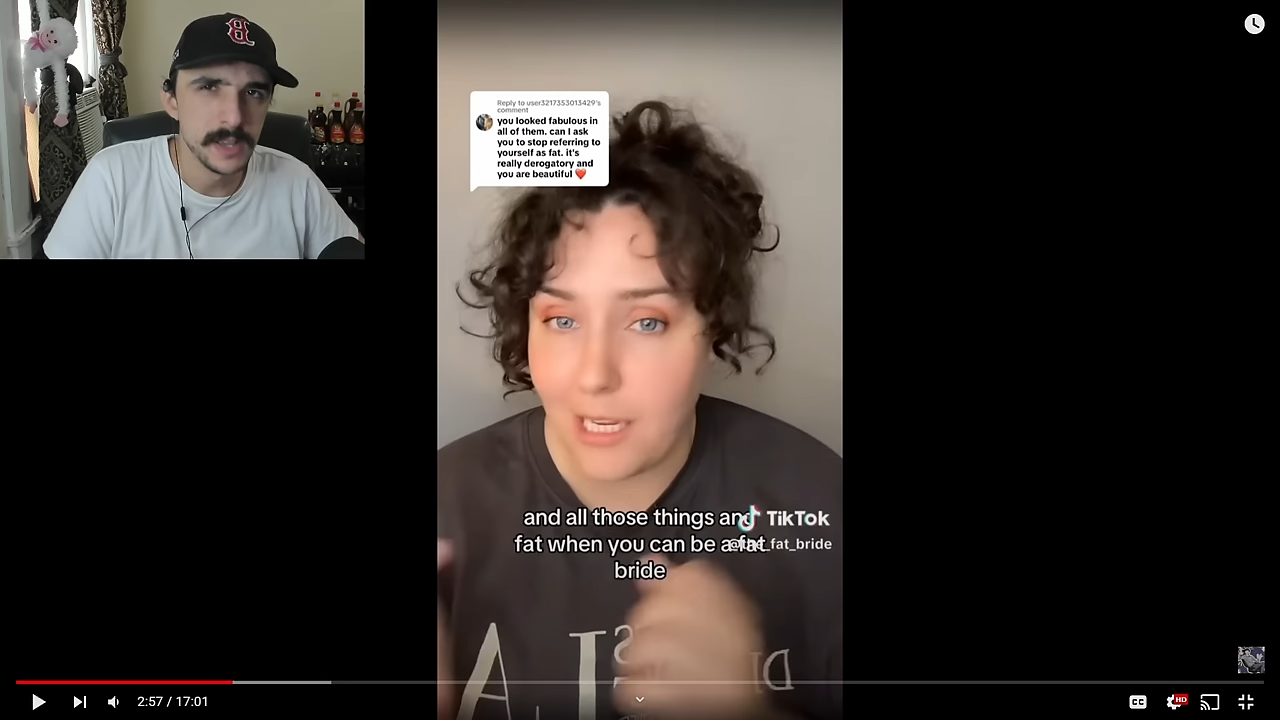 B
Reply to user3217353013429's
comment
you looked fabulous in
all of them. can I ask
you to stop referring to
yourself as fat. it's
really derogatory and
you are beautiful ❤️
and all those things and
fat when you can be a fat
bride
TikTok
@the_fat_bride
2:57 / 17:01
CC
HD